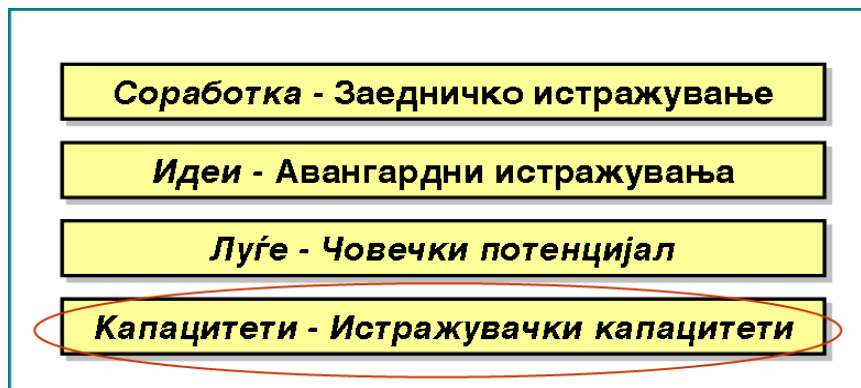 Соработка - Заедничко истражување
Идеи - Авангардни истражувања
Луѓе - Човечки потенцијал
Капацитети - Истражувачки капацитети